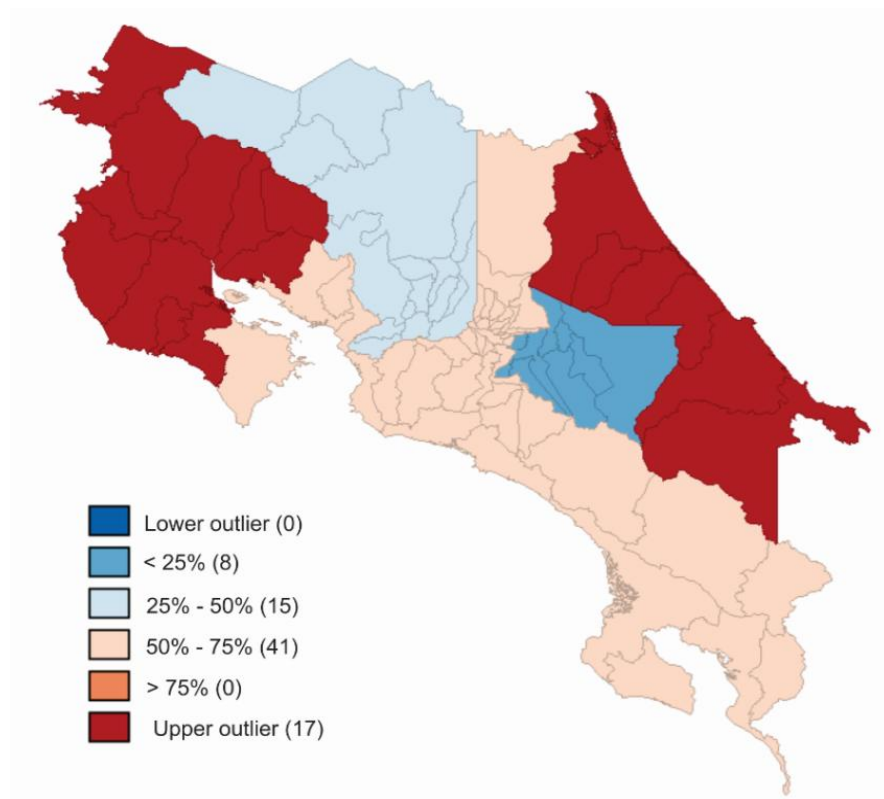 Lower outlier (0)
< 25% (8)
25% - 50% (15)
50% - 75% (41)
> 75% (0)
Upper outlier (17)